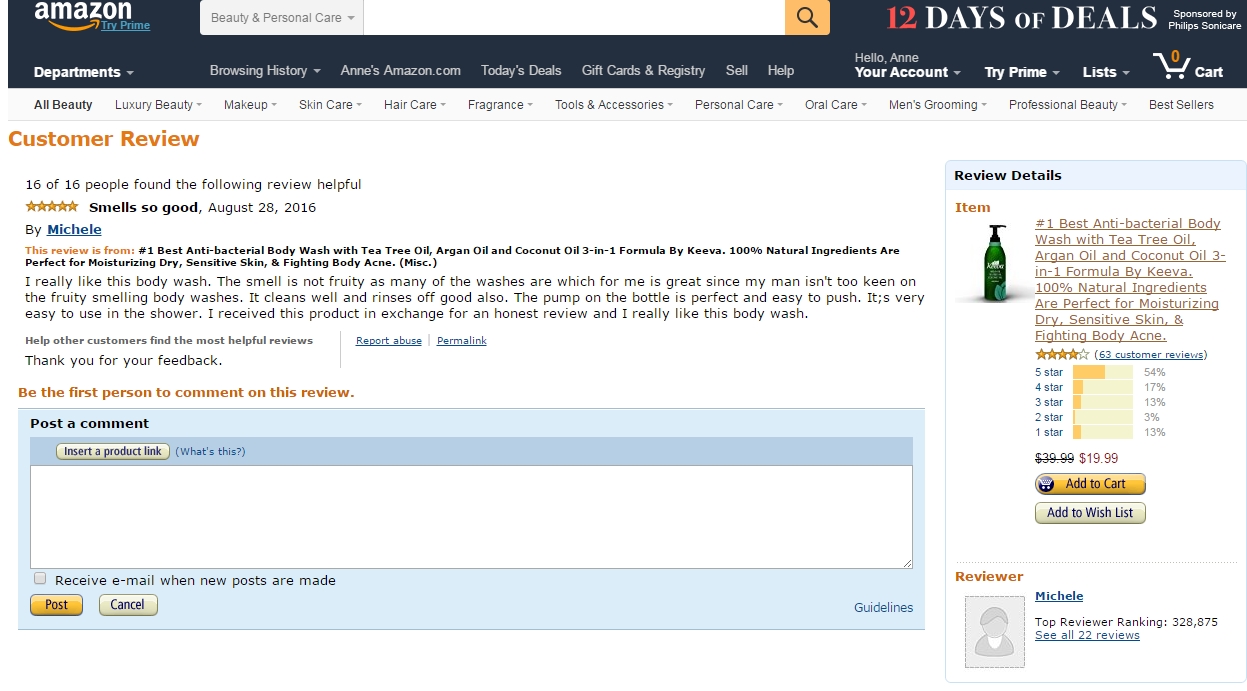 amazon
Try Prime
Beauty & Personal Care
12 DAYS OF DEALS
Sponsored by
Philips Sonicare
Departments
Browsing History
Anne's Amazon.com
Today's Deals
Gift Cards & Registry
Sell
Help
Hello, Anne
Your Account
Try Prime
Lists
0
Cart
All Beauty
Luxury Beauty
Makeup
Skin Care
Hair Care
Fragrance
Tools & Accessories
Personal Care
Oral Care
Men's Grooming
Professional Beauty
Best Sellers
Customer Review
16 of 16 people found the following review helpful
Smells so good, August 28, 2016
By Michele
This review is from: #1 Best Anti-bacterial Body Wash with Tea Tree Oil, Argan Oil and Coconut Oil 3-in-1 Formula By Keeva. 100% Natural Ingredients Are
Perfect for Moisturizing Dry, Sensitive Skin, & Fighting Body Acne. (Misc.)
I really like this body wash. The smell is not fruity as many of the washes are which for me is great since my man isn't too keen on
the fruity smelling body washes. It cleans well and rinses off good also. The pump on the bottle is perfect and easy to push. It;s very
easy to use in the shower. I received this product in exchange for an honest review and I really like this body wash.
Help other customers find the most helpful reviews
Thank you for your feedback.
Report abuse | Permalink
Be the first person to comment on this review.
Post a comment
Insert a product link (What's this?)
Receive e-mail when new posts are made
Post
Cancel
Guidelines
Review Details
Item
Keeva
#1 Best Anti-bacterial Body
Wash with Tea Tree Oil,
Argan Oil and Coconut Oil 3-
in-1 Formula By Keeva.
100% Natural Ingredients
Are Perfect for Moisturizing
Dry, Sensitive Skin, &
Fighting Body Acne.
(63 customer reviews)
5 star 54%
4 star 17%
3 star 13%
2 star 3%
1 star 13%
$39.99 $19.99
Add to Cart
Add to Wish List
Reviewer
Michele
Top Reviewer Ranking: 328,875
See all 22 reviews